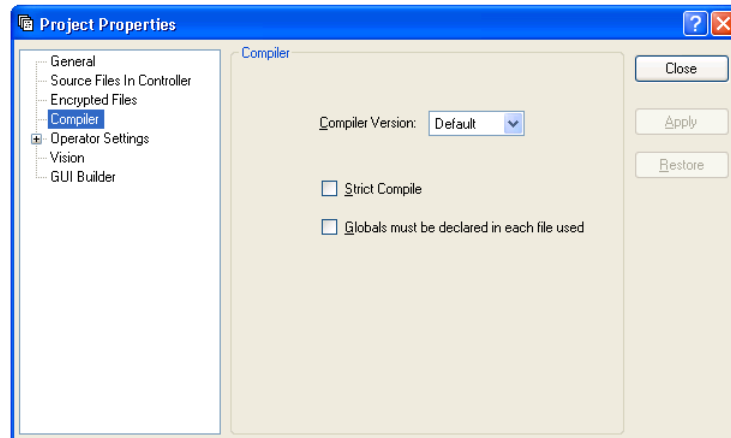 Project Properties
General
Source Files In Controller
Encrypted Files
Compiler
Operator Settings
Vision
GUI Builder
Compiler
Compiler Version: Default
Strict Compile
Globals must be declared in each file used
Close
Apply
Restore